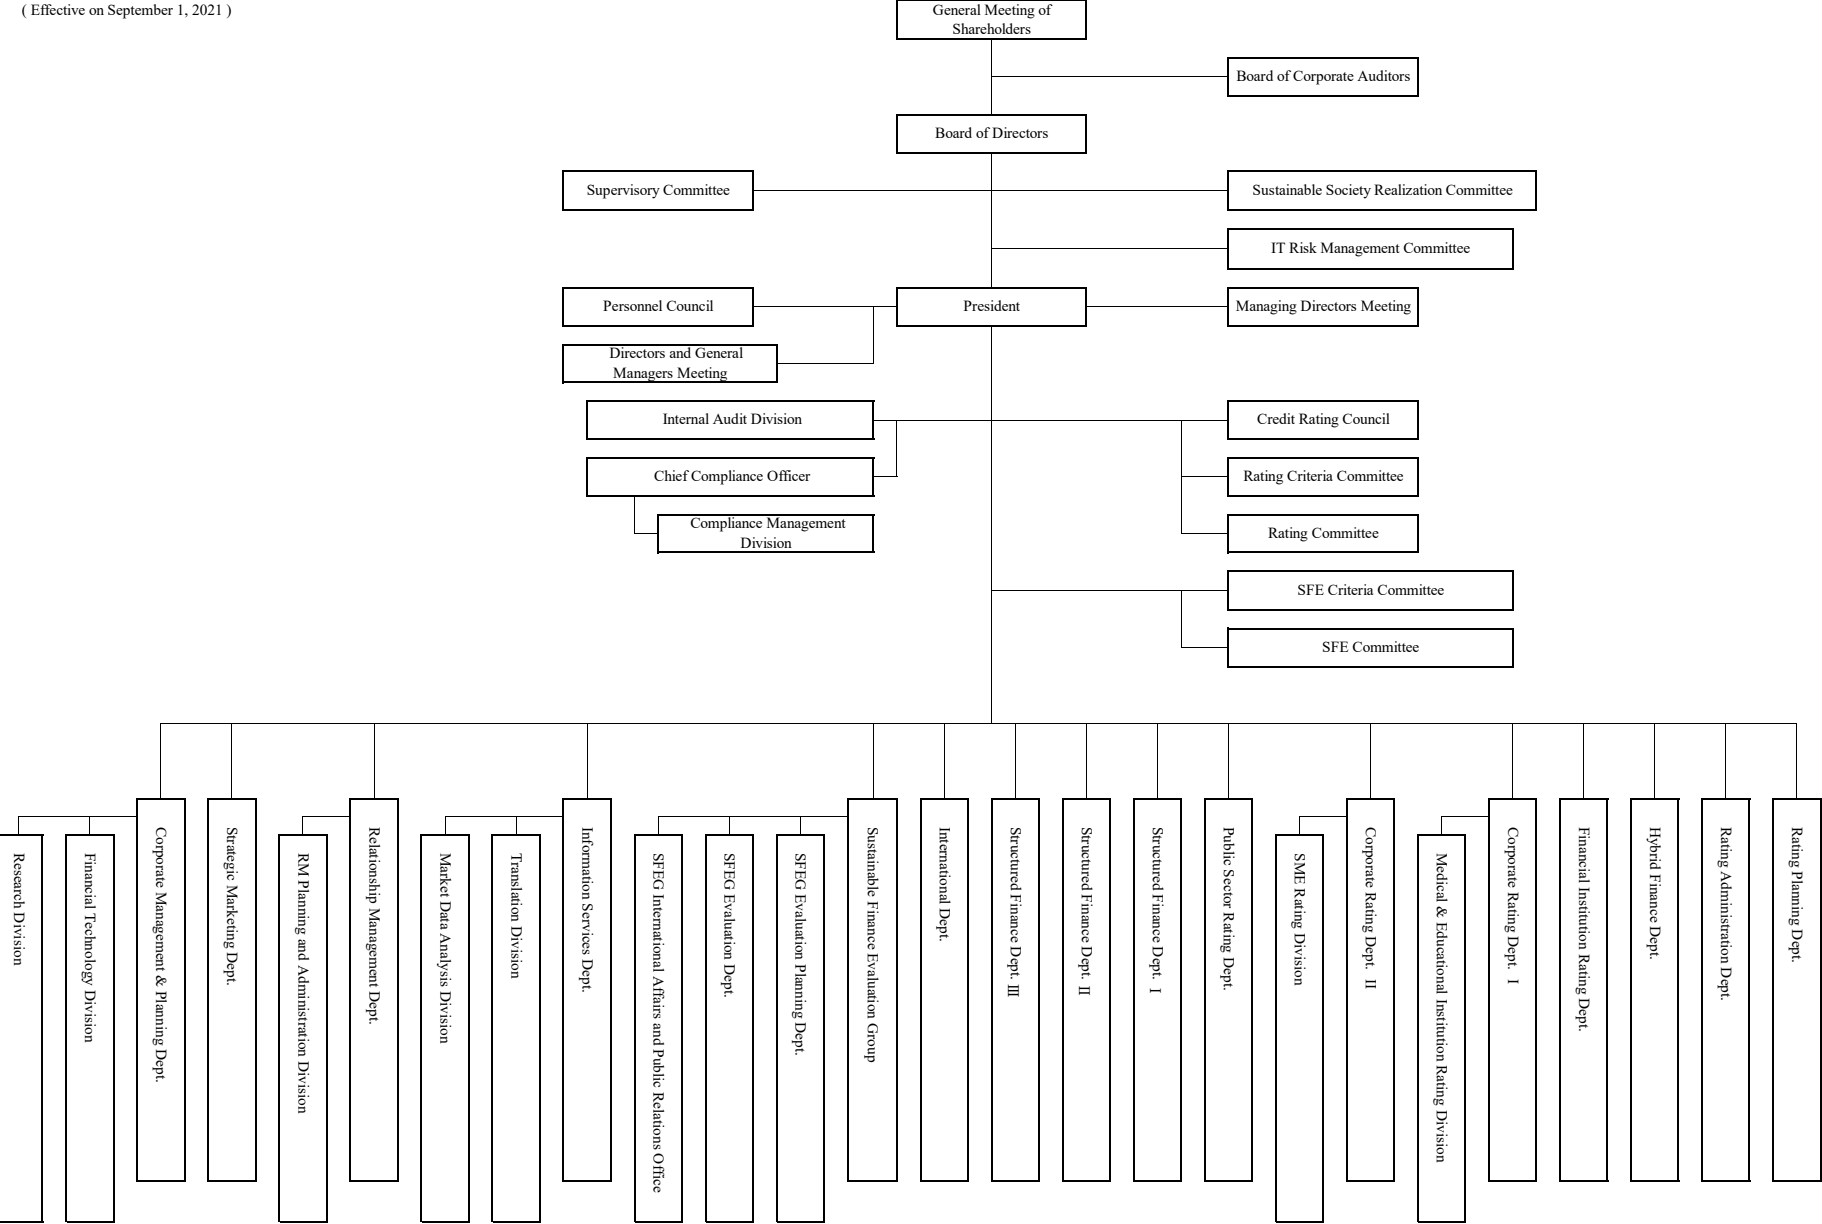 ( Effective on September 1, 2021 )
General Meeting of
Shareholders
Board of Corporate Auditors
Board of Directors
Supervisory Committee
Sustainable Society Realization Committee
IT Risk Management Committee
Personnel Council
President
Managing Directors Meeting
Directors and General
Managers Meeting
Internal Audit Division
Credit Rating Council
Chief Compliance Officer
Rating Criteria Committee
Compliance Management
Division
Rating Committee
SFE Criteria Committee
SFE Committee
Research Division
Financial Technology Division
Corporate Management & Planning Dept.
Strategic Marketing Dept.
RM Planning and Administration Division
Relationship Management Dept.
Market Data Analysis Division
Translation Division
Information Services Dept.
SFEG International Affairs and Public Relations Office
SFEG Evaluation Dept.
SFEG Evaluation Planning Dept.
Sustainable Finance Evaluation Group
International Dept.
Structured Finance Dept. Ⅲ
Structured Finance Dept. Ⅱ
Structured Finance Dept. Ⅰ
Public Sector Rating Dept.
SME Rating Division
Corporate Rating Dept. Ⅱ
Medical & Educational Institution Rating Division
Corporate Rating Dept. Ⅰ
Financial Institution Rating Dept.
Hybrid Finance Dept.
Rating Administration Dept.
Rating Planning Dept.